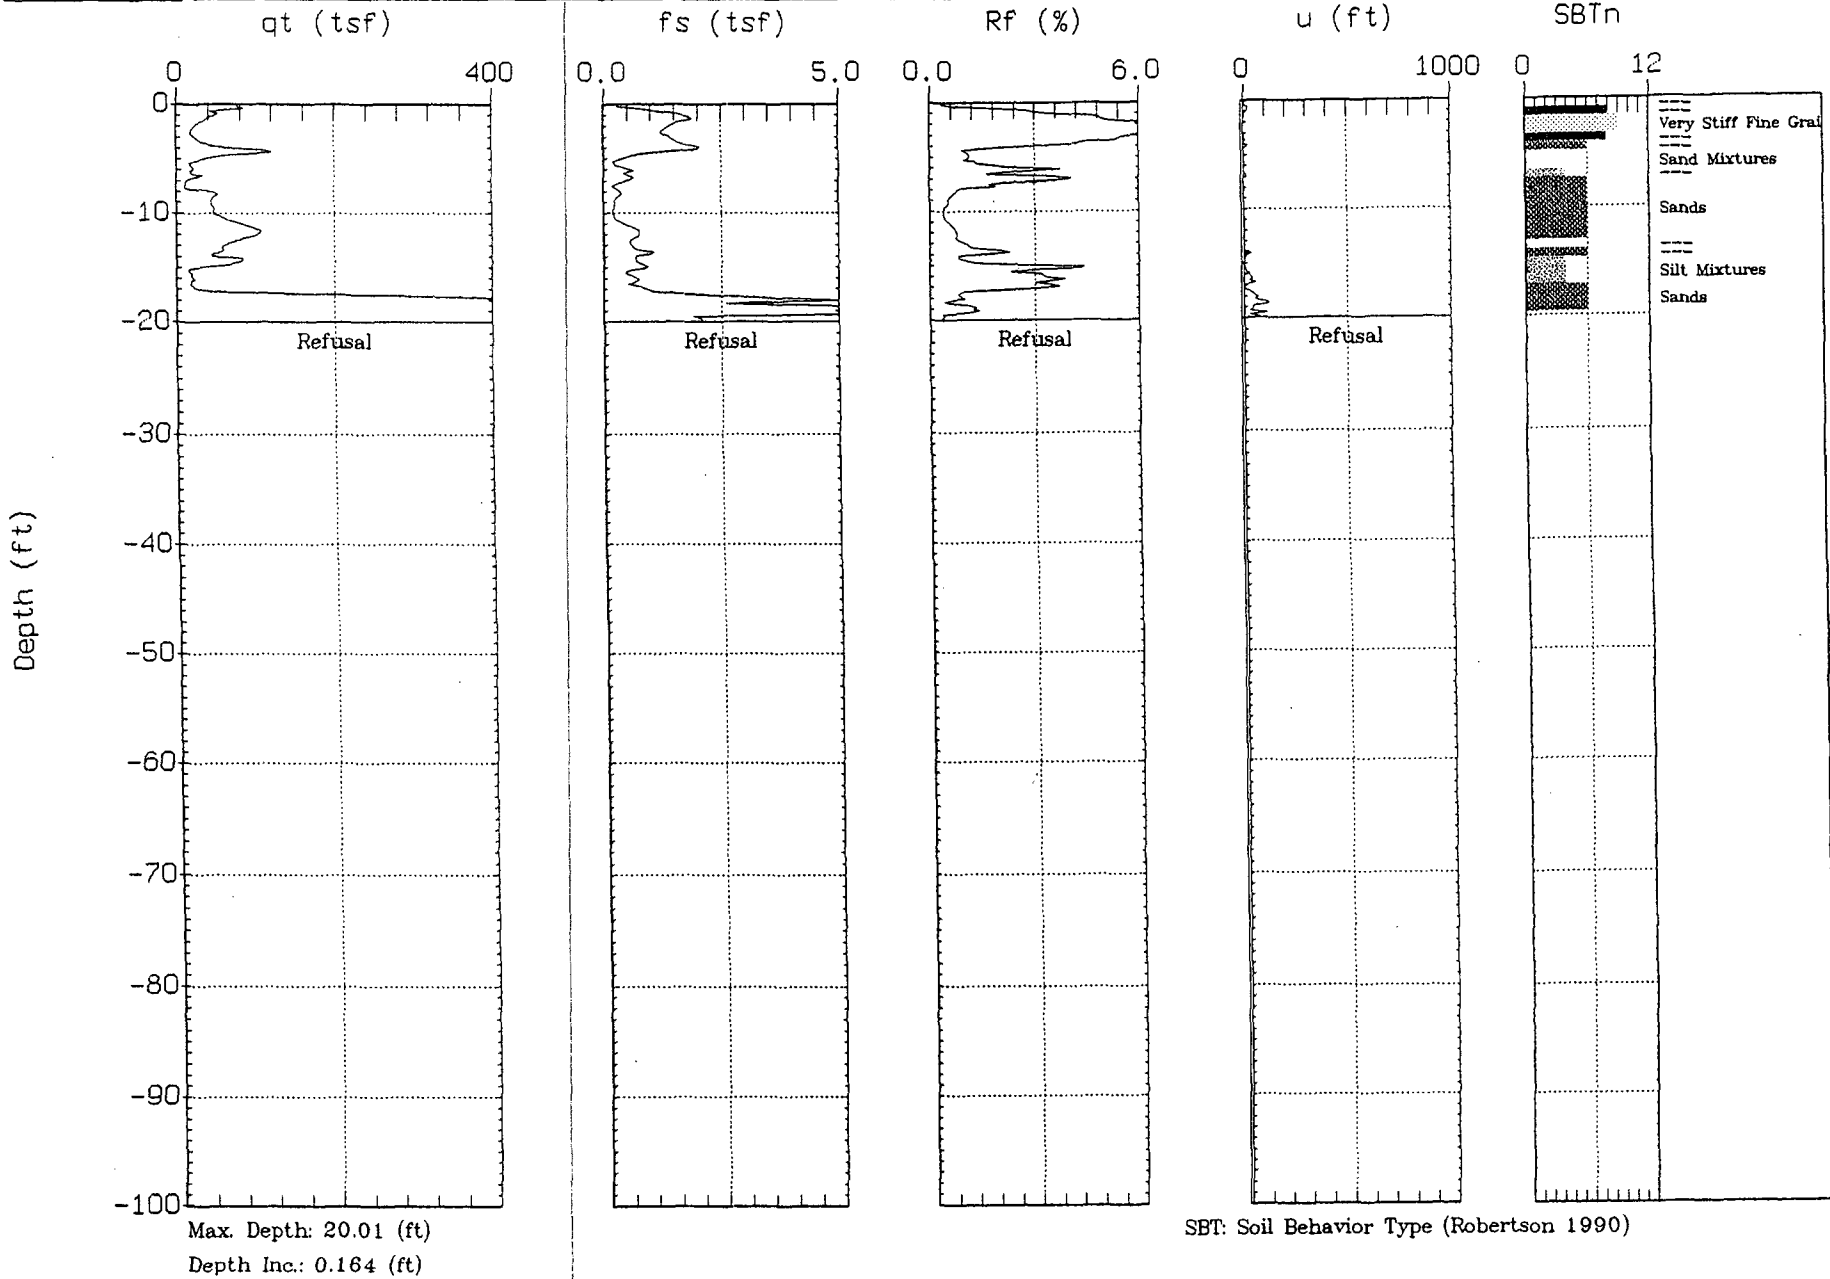 qt (tsf)
fs (tsf)
Rf (%)
u (ft)
SBTn
0 400
0.0 5.0
0.0 6.0
0 1000
0 12
0
-10
-20
-30
-40
-50
-60
-70
-80
-90
-100
Depth (ft)
Refusal
Refusal
Refusal
Refusal
Very Stiff Fine Grai
Sand Mixtures
Sands
Silt Mixtures
Sands
Max. Depth: 20.01 (ft)
Depth Inc.: 0.164 (ft)
SBT: Soil Behavior Type (Robertson 1990)